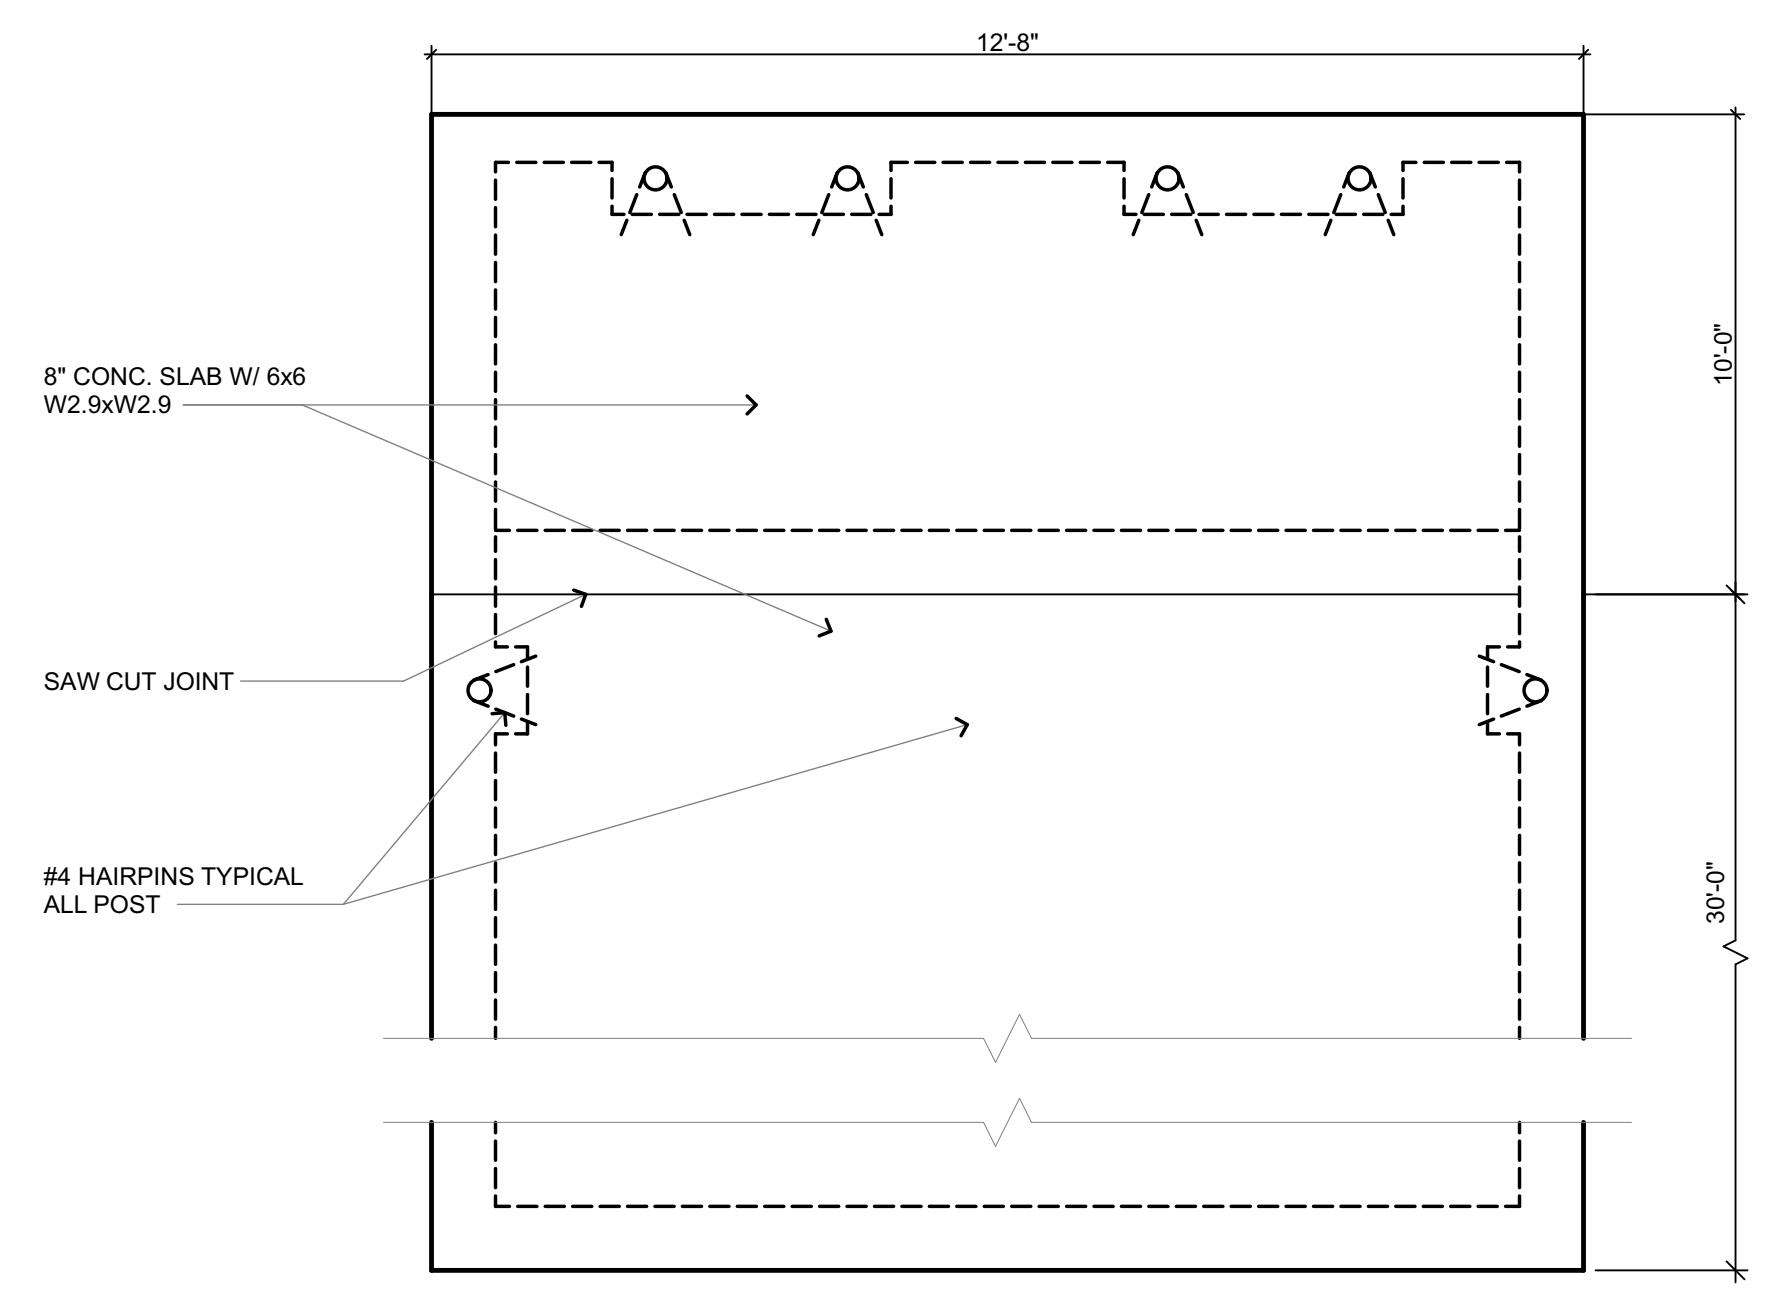 12'-8"
10'-0"
8" CONC. SLAB W/ 6x6
W2.9xW2.9
SAW CUT JOINT
#4 HAIRPINS TYPICAL
ALL POST
30'-0"